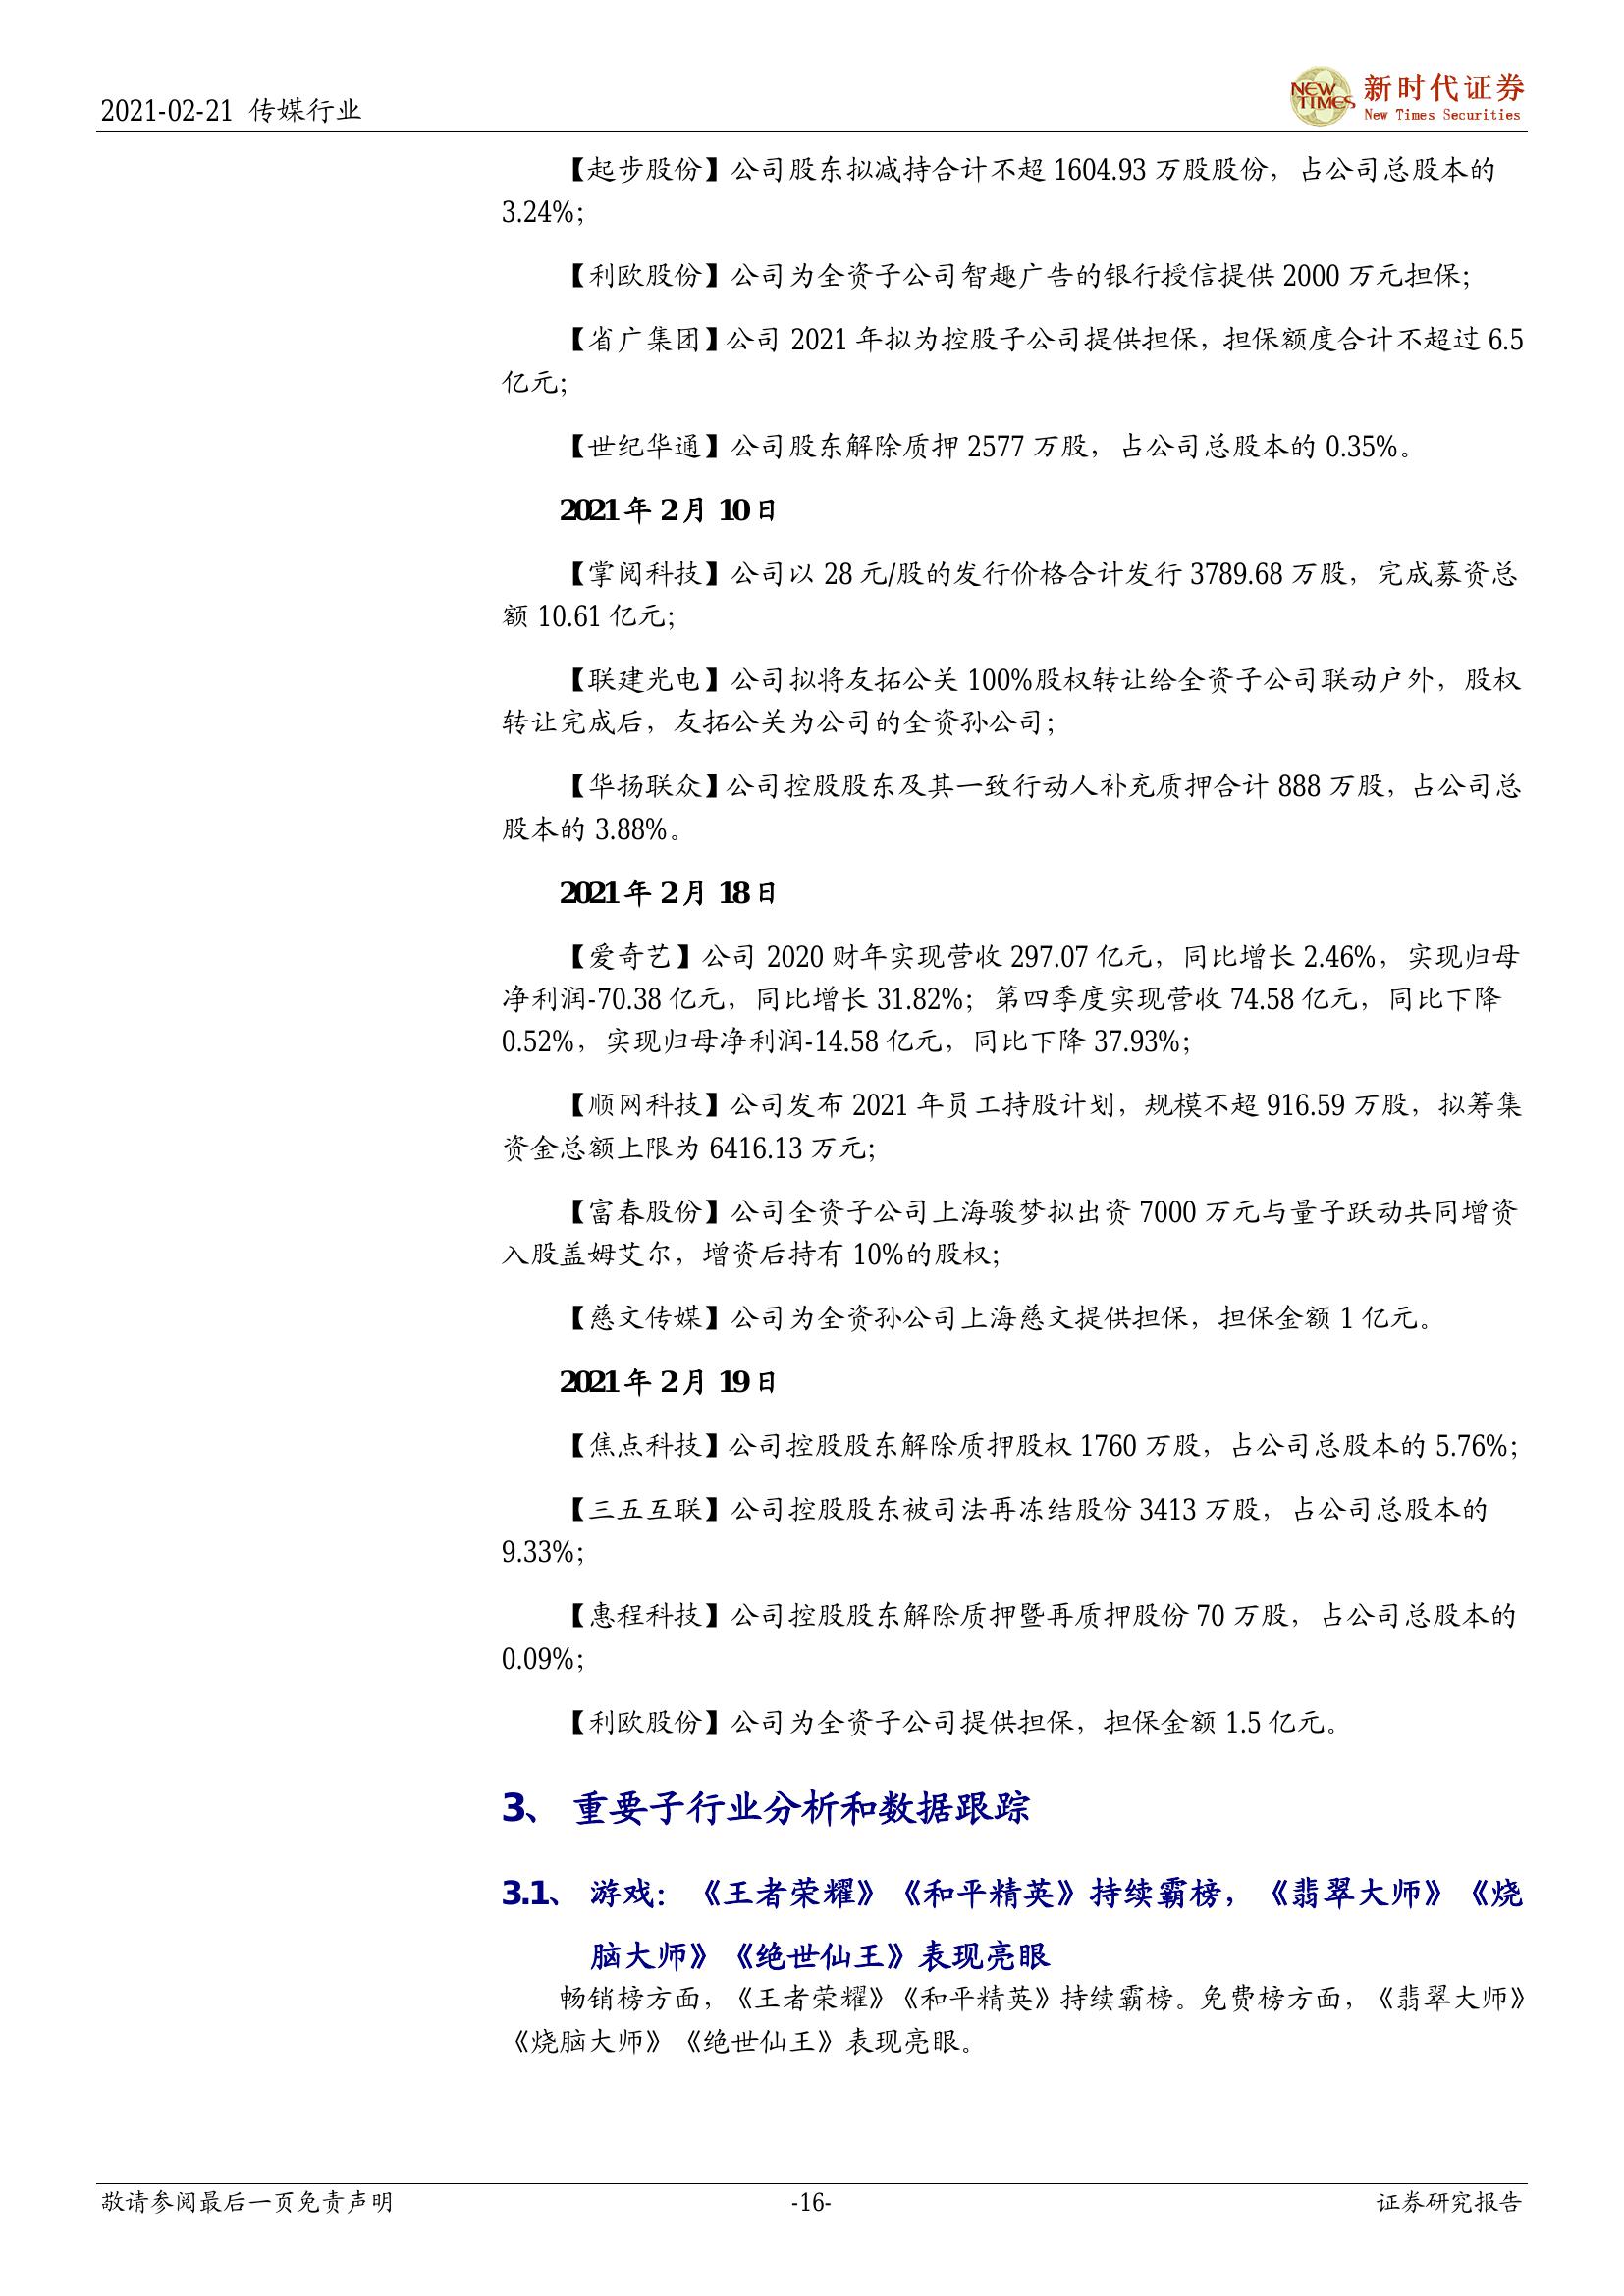 2021-02-21 传媒行业
NEW TIMES 新时代证券
New Times Securities
【起步股份】公司股东拟减持合计不超 1604.93 万股股份，占公司总股本的
3.24%；
【利欧股份】公司为全资子公司智趣广告的银行授信提供 2000 万元担保；
【省广集团】公司 2021 年拟为控股子公司提供担保，担保额度合计不超过 6.5
亿元；
【世纪华通】公司股东解除质押 2577 万股，占公司总股本的 0.35%。
2021 年 2 月 10 日
【掌阅科技】公司以 28 元/股的发行价格合计发行 3789.68 万股，完成募资总
额 10.61 亿元；
【联建光电】公司拟将友拓公关 100%股权转让给全资子公司联动户外，股权
转让完成后，友拓公关为公司的全资孙公司；
【华扬联众】公司控股股东及其一致行动人补充质押合计 888 万股，占公司总
股本的 3.88%。
2021 年 2 月 18 日
【爱奇艺】公司 2020 财年实现营收 297.07 亿元，同比增长 2.46%，实现归母
净利润-70.38 亿元，同比增长 31.82%；第四季度实现营收 74.58 亿元，同比下降
0.52%，实现归母净利润-14.58 亿元，同比下降 37.93%；
【顺网科技】公司发布 2021 年员工持股计划，规模不超 916.59 万股，拟筹集
资金总额上限为 6416.13 万元；
【富春股份】公司全资子公司上海骏梦拟出资 7000 万元与量子跃动共同增资
入股盖姆艾尔，增资后持有 10%的股权；
【慈文传媒】公司为全资孙公司上海慈文提供担保，担保金额 1 亿元。
2021 年 2 月 19 日
【焦点科技】公司控股股东解除质押股权 1760 万股，占公司总股本的 5.76%；
【三五互联】公司控股股东被司法再冻结股份 3413 万股，占公司总股本的
9.33%；
【惠程科技】公司控股股东解除质押暨再质押股份 70 万股，占公司总股本的
0.09%；
【利欧股份】公司为全资子公司提供担保，担保金额 1.5 亿元。
3、 重要子行业分析和数据跟踪
3.1、 游戏：《王者荣耀》《和平精英》持续霸榜，《翡翠大师》《烧
脑大师》《绝世仙王》表现亮眼
畅销榜方面，《王者荣耀》《和平精英》持续霸榜。免费榜方面，《翡翠大师》
《烧脑大师》《绝世仙王》表现亮眼。
敬请参阅最后一页免责声明 -16- 证券研究报告